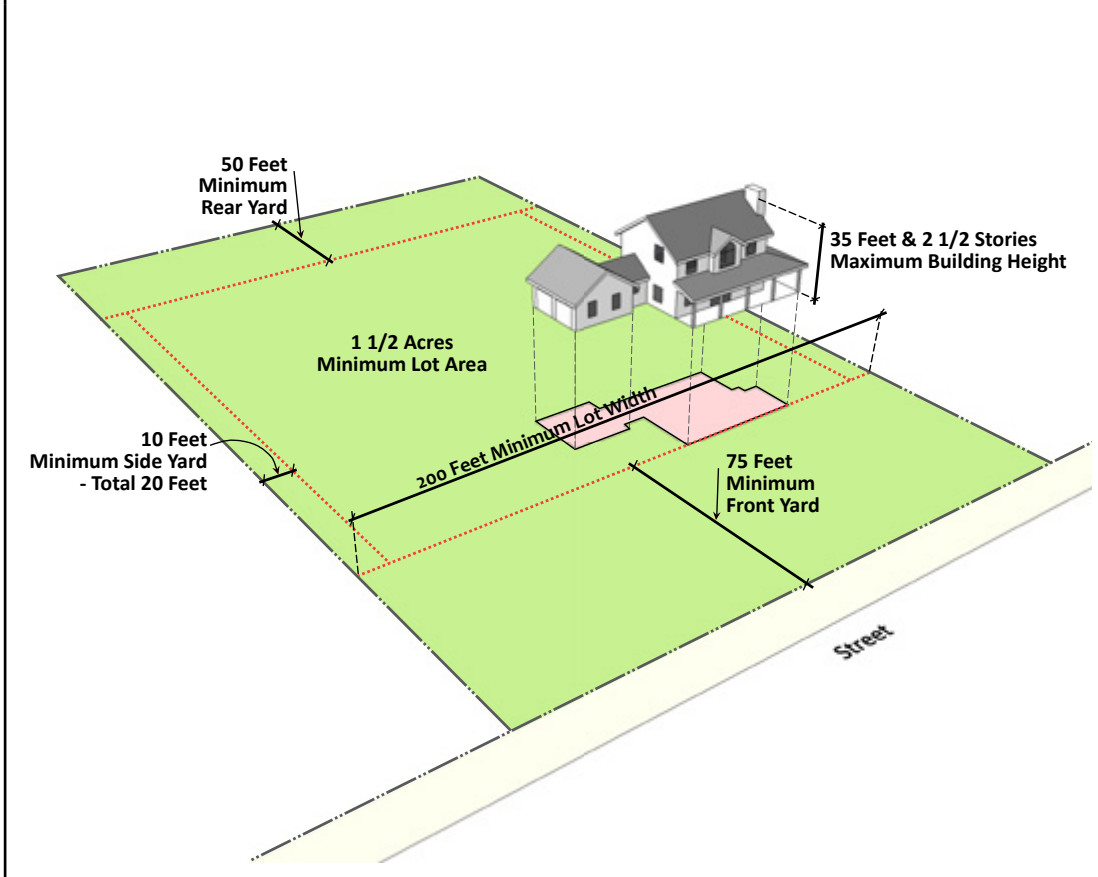 50 Feet
Minimum
Rear Yard
35 Feet & 2 1/2 Stories
Maximum Building Height
1 1/2 Acres
Minimum Lot Area
200 Feet Minimum Lot Width
10 Feet
Minimum Side Yard
- Total 20 Feet
75 Feet
Minimum
Front Yard
Street